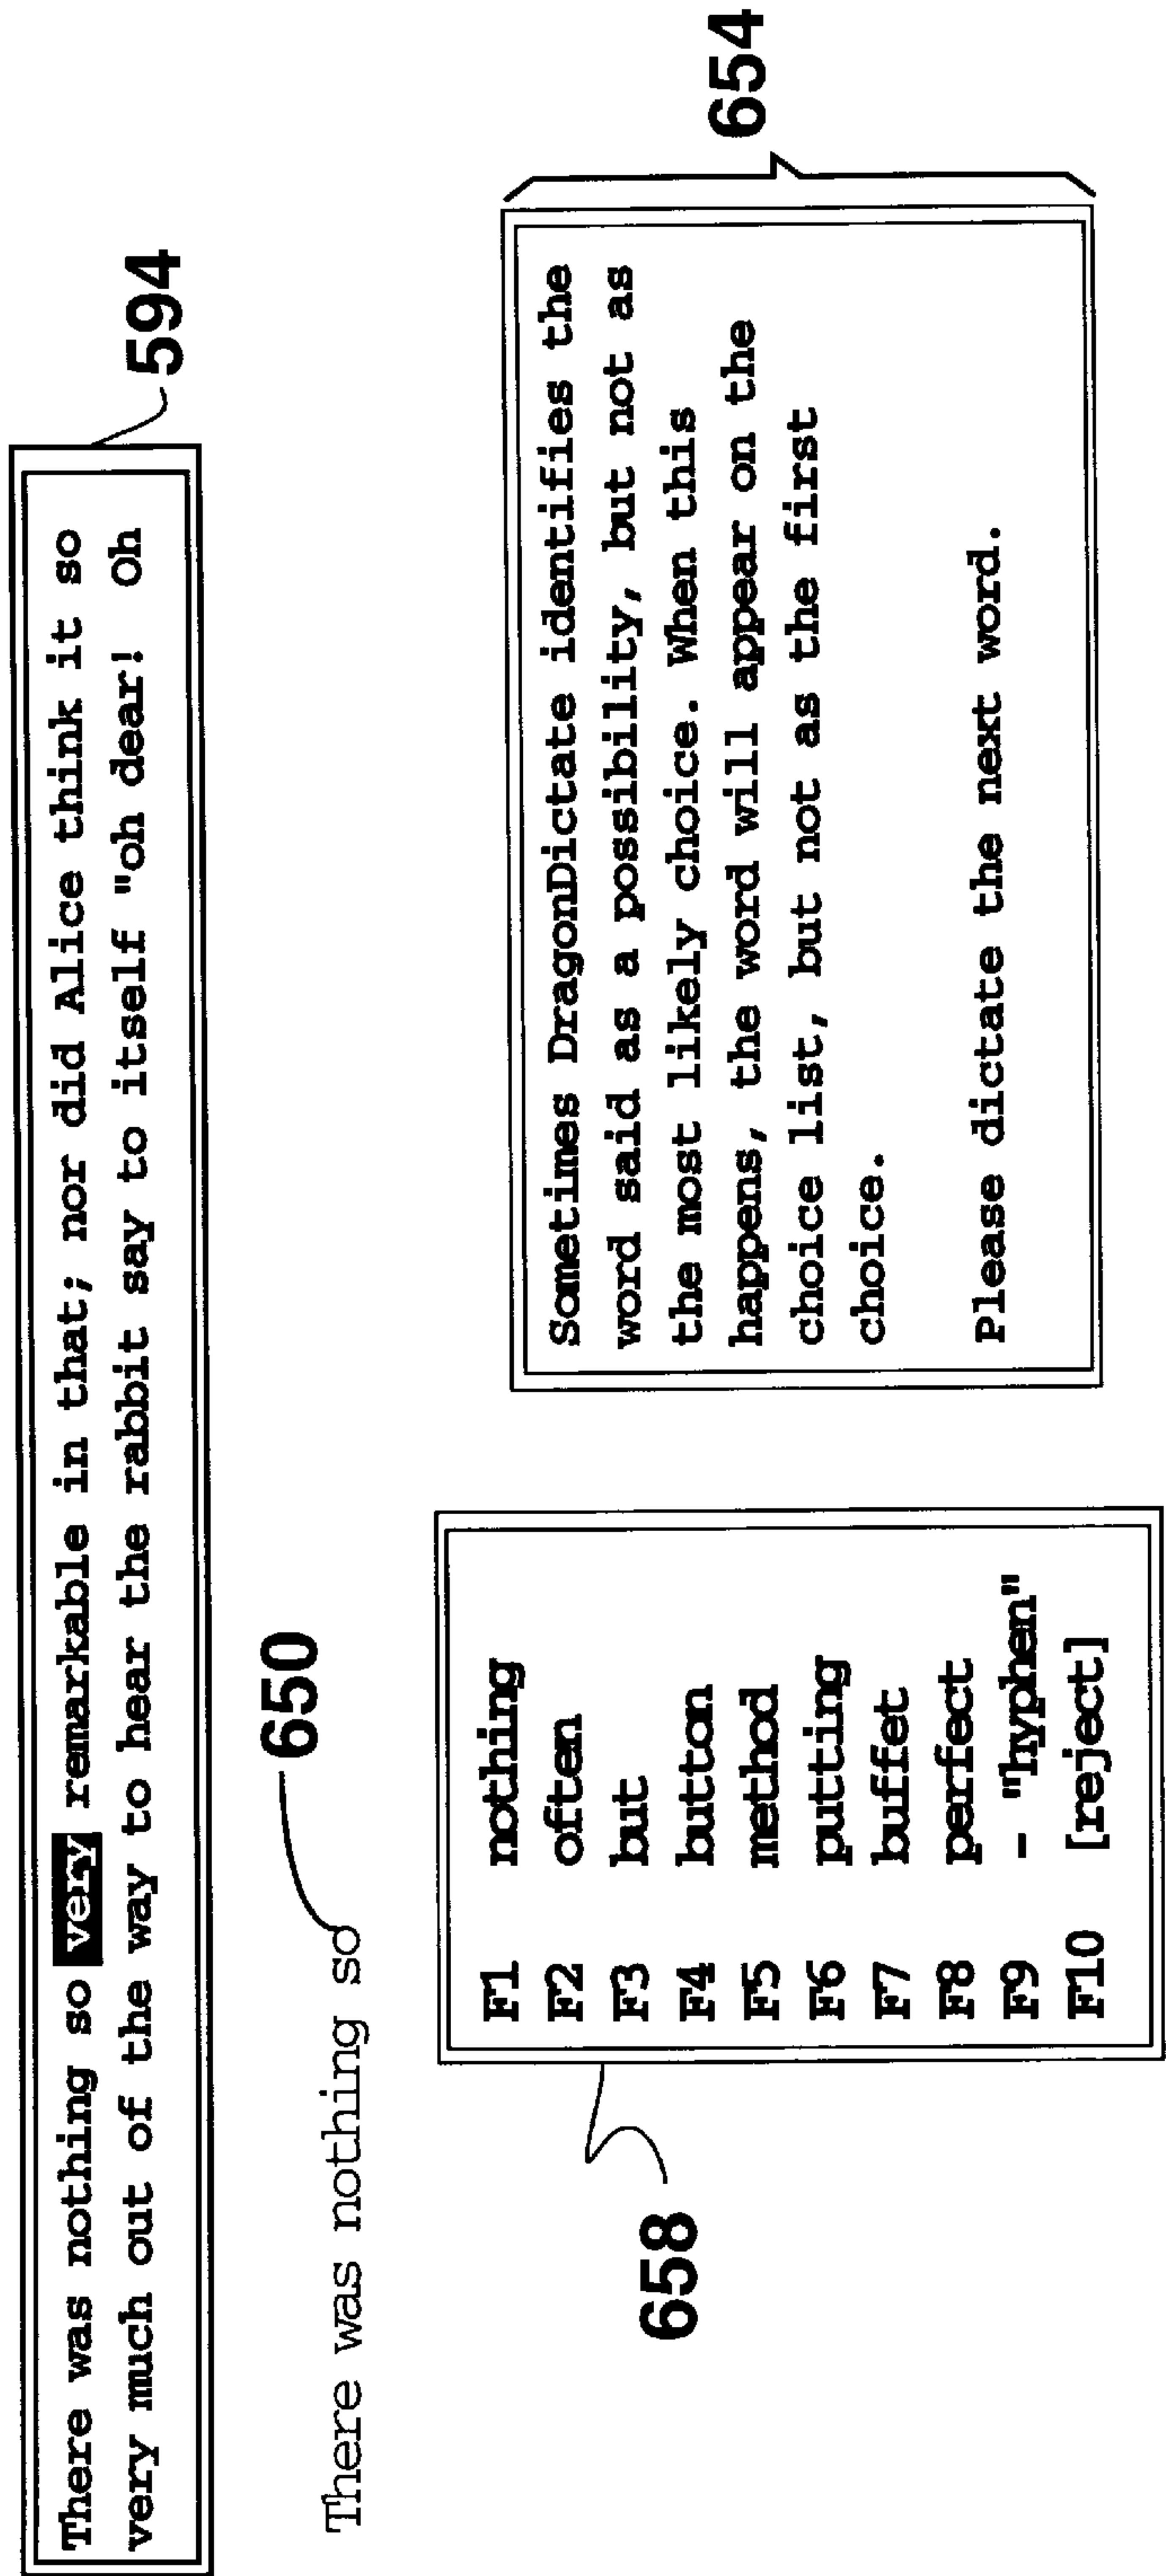 There was nothing so very remarkable in that; nor did Alice think it so
very much out of the way to hear the rabbit say to itself "oh dear! Oh
594
650
There was nothing so
658
F1 nothing
F2 often
F3 but
F4 button
F5 method
F6 putting
F7 buffet
F8 perfect
F9 - "hyphen"
F10 [reject]
Sometimes DragonDictate identifies the
word said as a possibility, but not as
the most likely choice. When this
happens, the word will appear on the
choice list, but not as the first
choice.
Please dictate the next word.
654